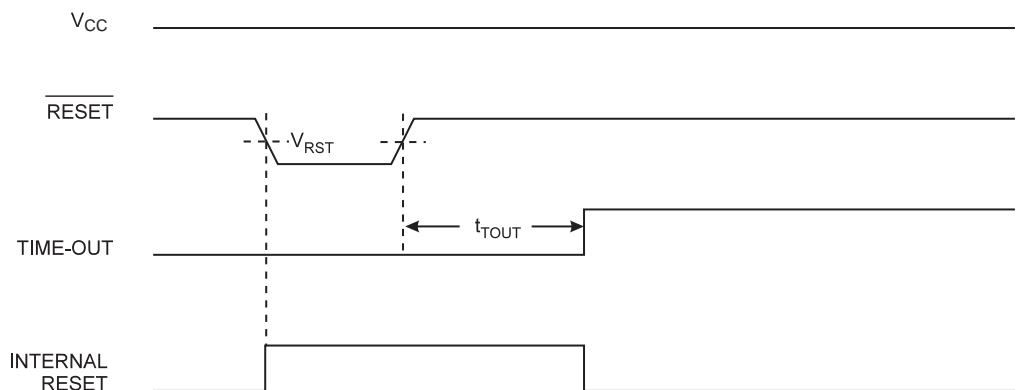 VCC
RESET
VRST
tTOUT
TIME-OUT
INTERNAL
RESET